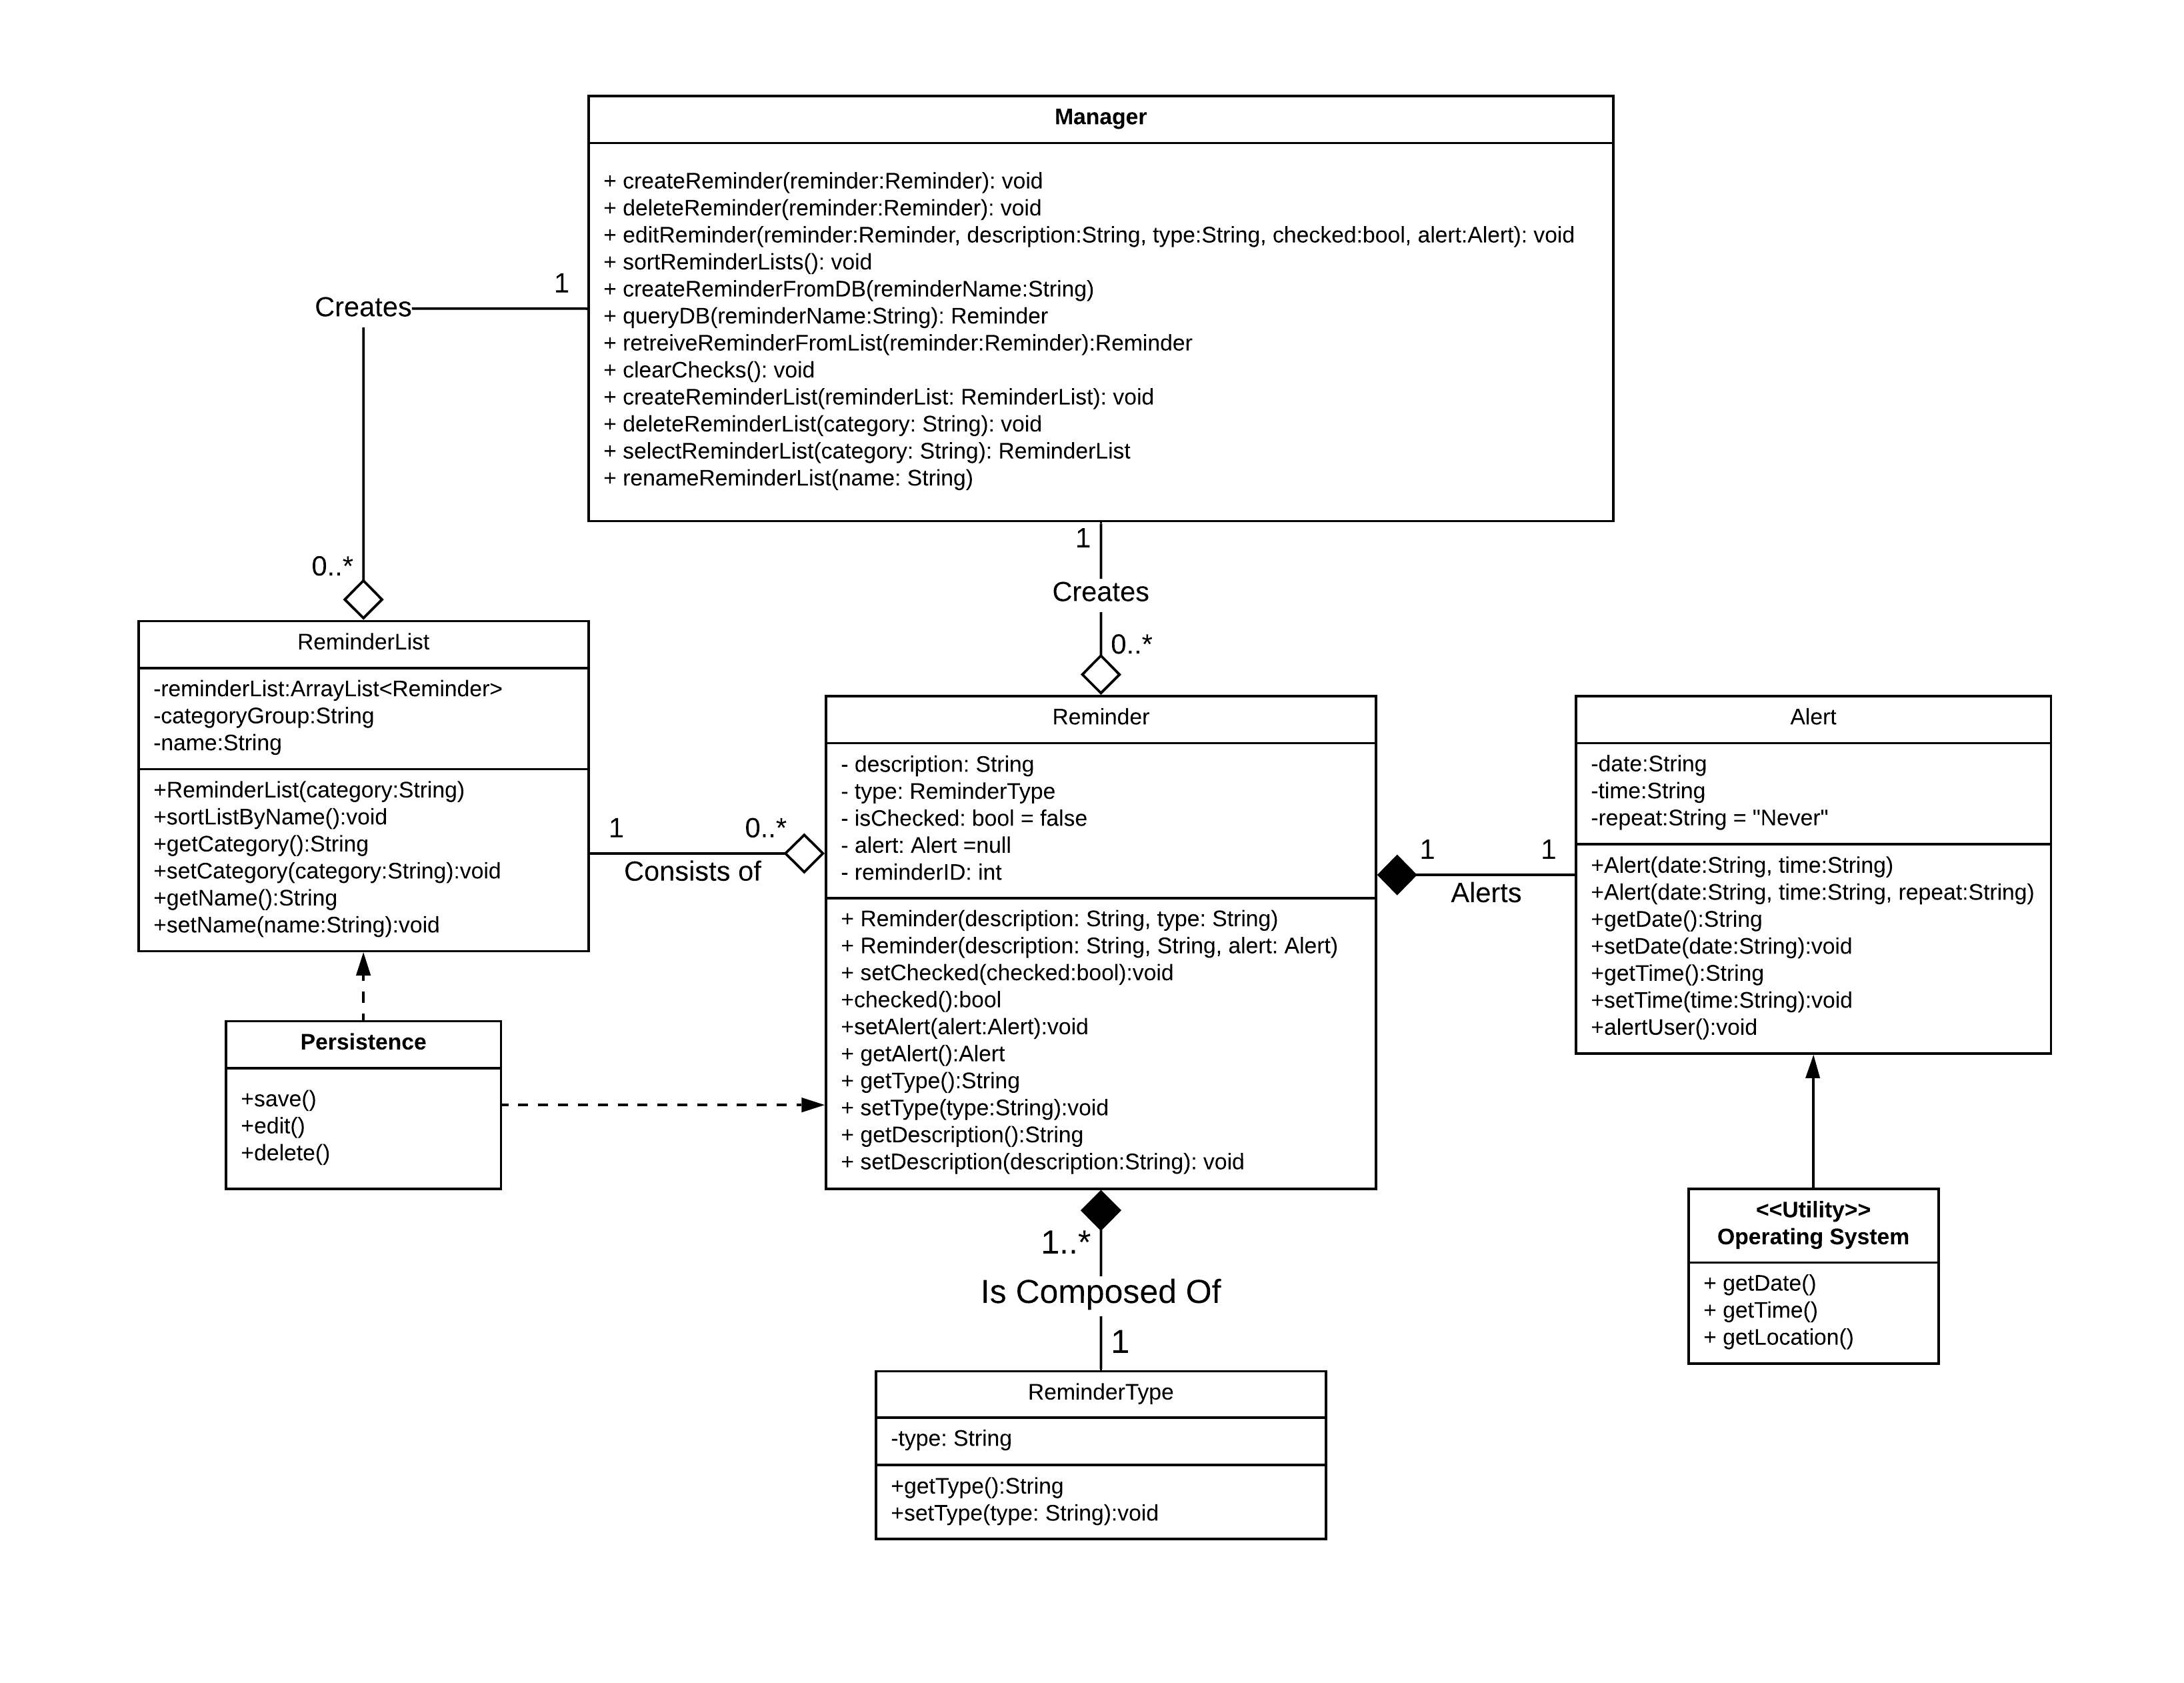 Manager
+ createReminder(reminder:Reminder): void
+ deleteReminder(reminder:Reminder): void
+ editReminder(reminder:Reminder, description:String, type:String, checked:bool, alert:Alert): void
+ sortReminderLists(): void
+ createReminderFromDB(reminderName:String)
+ queryDB(reminderName:String): Reminder
+ retreiveReminderFromList(reminder:Reminder):Reminder
+ clearChecks(): void
+ createReminderList(reminderList: ReminderList): void
+ deleteReminderList(category: String): void
+ selectReminderList(category: String): ReminderList
+ renameReminderList(name: String)
1
Creates
0..*
1
Creates
0..*
ReminderList
-reminderList:ArrayList<Reminder>
-categoryGroup:String
-name:String
+ReminderList(category:String)
+sortListByName():void
+getCategory():String
+setCategory(category:String):void
+getName():String
+setName(name:String):void
1
0..*
Consists of
Reminder
- description: String
- type: ReminderType
- isChecked: bool = false
- alert: Alert =null
- reminderID: int
+ Reminder(description: String, type: String)
+ Reminder(description: String, String, alert: Alert)
+ setChecked(checked:bool):void
+checked():bool
+setAlert(alert:Alert):void
+ getAlert():Alert
+ getType():String
+ setType(type:String):void
+ getDescription():String
+ setDescription(description:String): void
1
1
Alerts
Alert
-date:String
-time:String
-repeat:String = "Never"
+Alert(date:String, time:String)
+Alert(date:String, time:String, repeat:String)
+getDate():String
+setDate(date:String):void
+getTime():String
+setTime(time:String):void
+alertUser():void
Persistence
+save()
+edit()
+delete()
<<Utility>>
Operating System
+ getDate()
+ getTime()
+ getLocation()
1..*
Is Composed Of
1
ReminderType
-type: String
+getType():String
+setType(type: String):void